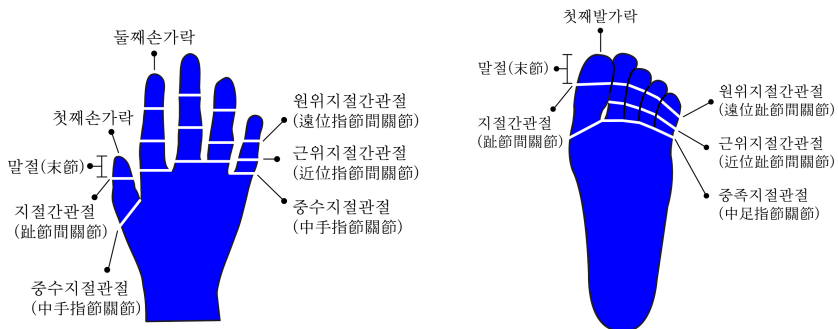 둘째손가락
첫째손가락
말절(末節)
지절간관절
(趾節間關節)
중수지절관절
(中手指節關節)
원위지절간관절
(遠位指節間關節)
근위지절간관절
(近位指節間關節)
중수지절관절
(中手指節關節)
첫째발가락
말절(末節)
지절간관절
(趾節間關節)
원위지절간관절
(遠位趾節間關節)
근위지절간관절
(近位趾節間關節)
중족지절관절
(中足指節關節)